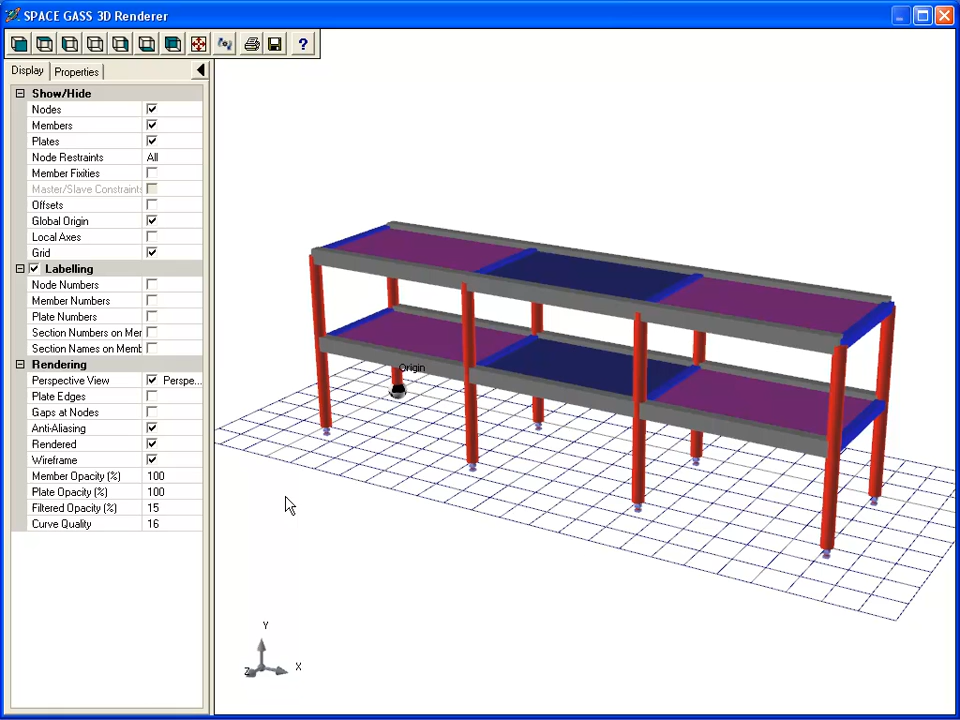 SPACE GASS 3D Renderer
?
Display Properties
Show/Hide
Nodes
Members
Plates
Node Restraints All
Member Fixities
Master/Slave Constraints
Offsets
Global Origin
Local Axes
Grid
Labelling
Node Numbers
Member Numbers
Plate Numbers
Section Numbers on Mer
Section Names on Memb
Rendering
Perspective View Perspe...
Plate Edges
Gaps at Nodes
Anti-Aliasing
Rendered
Wireframe
Member Opacity (%) 100
Plate Opacity (%) 100
Filtered Opacity (%) 15
Curve Quality 16
Origin
Y
Z X